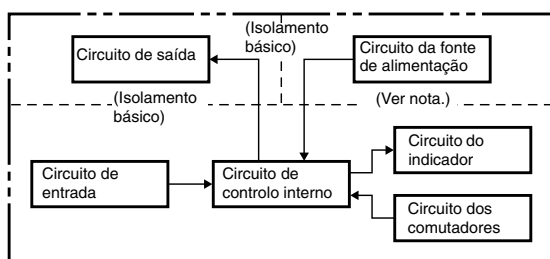 Circuito de saída
(Isolamento
básico)
Circuito da fonte
de alimentação
(Isolamento
básico)
(Ver nota.)
Circuito de
entrada
Circuito de
controlo interno
Circuito do
indicador
Circuito dos
comutadores